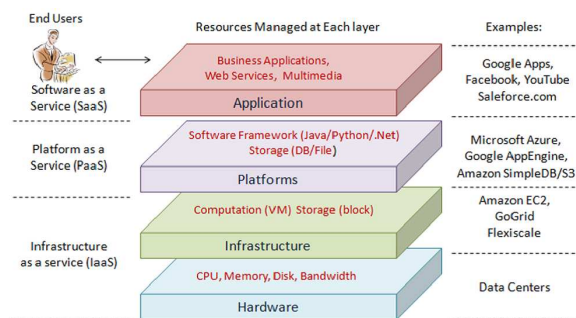 End Users
Resources Managed at Each layer
Examples:
Software as a
Service (SaaS)
Business Applications,
Web Services, Multimedia
Application
Google Apps,
Facebook, YouTube
Saleforce.com
Platform as a
Service (PaaS)
Software Framework (Java/Python/.Net)
Storage (DB/File)
Platforms
Microsoft Azure,
Google AppEngine,
Amazon SimpleDB/S3
Infrastructure
as a service (IaaS)
Computation (VM) Storage (block)
Infrastructure
Amazon EC2,
GoGrid
Flexiscale
CPU, Memory, Disk, Bandwidth
Hardware
Data Centers